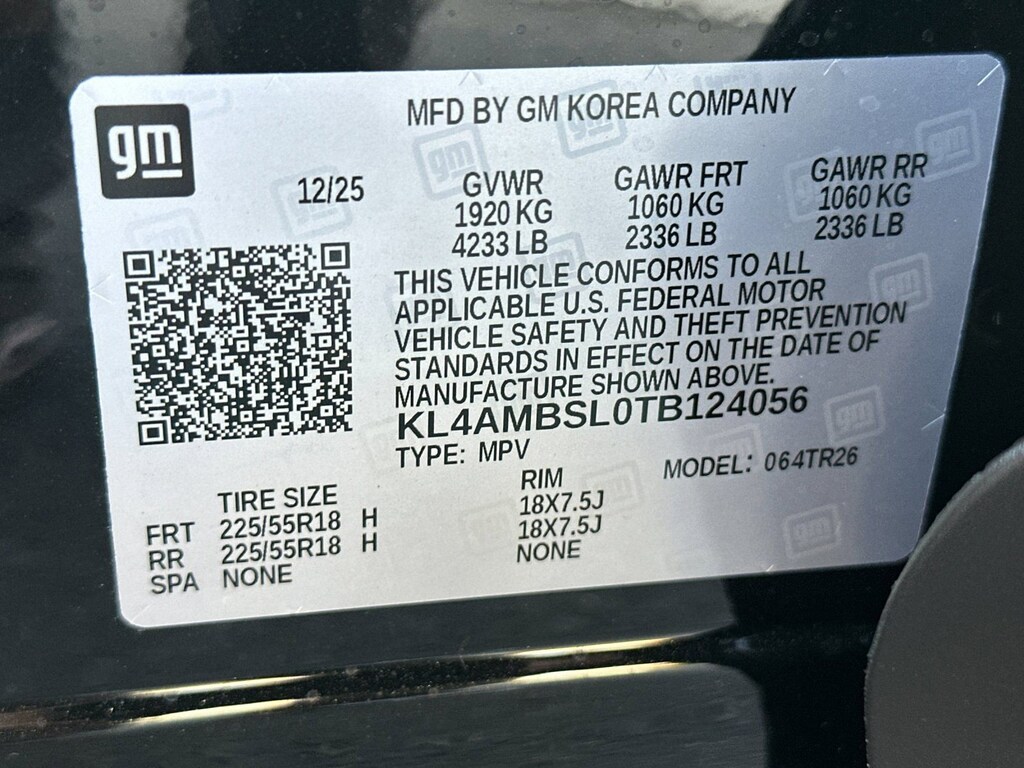 gm
MFD BY GM KOREA COMPANY
12/25
GVWR GAWR FRT GAWR RR
1920 KG 1060 KG 1060 KG
4233 LB 2336 LB 2336 LB
THIS VEHICLE CONFORMS TO ALL
APPLICABLE U.S. FEDERAL MOTOR
VEHICLE SAFETY AND THEFT PREVENTION
STANDARDS IN EFFECT ON THE DATE OF
MANUFACTURE SHOWN ABOVE.
KL4AMBSL0TB124056
TYPE: MPV MODEL: 064TR26
TIRE SIZE RIM
FRT 225/55R18 H 18X7.5J
RR 225/55R18 H 18X7.5J
SPA NONE NONE